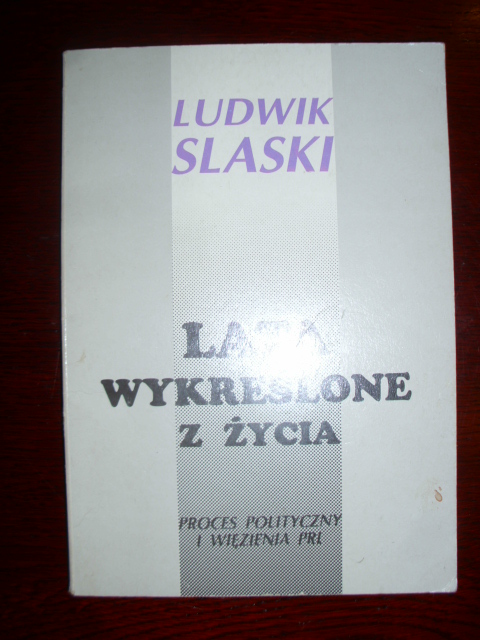 LUDWIK
SLASKI
LATA
WYKREŚLONE
Z ŻYCIA
PROCES POLITYCZNY
I WIĘZIENIA PRL